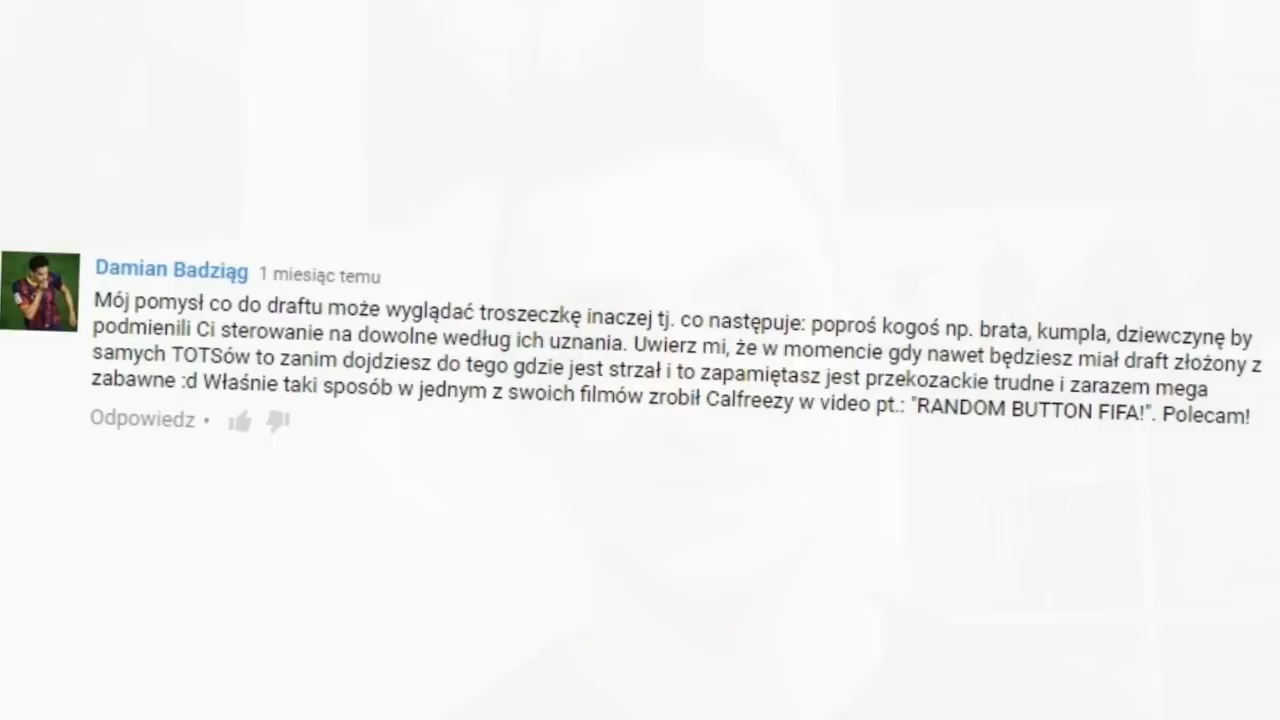 Damian Badziąg 1 miesiąc temu
Mój pomysł co do draftu może wyglądać troszeczkę inaczej tj. co następuje: poproś kogoś np. brata, kumpla, dziewczynę by
podmienili Ci sterowanie na dowolne według ich uznania. Uwierz mi, że w momencie gdy nawet będziesz miał draft złożony z
samych TOTSów to zanim dojdziesz do tego gdzie jest strzał i to zapamiętasz jest przekozackie trudne i zarazem mega
zabawne :d Właśnie taki sposób w jednym z swoich filmów zrobił Calfreezy w video pt.: "RANDOM BUTTON FIFA!". Polecam!
Odpowiedz •